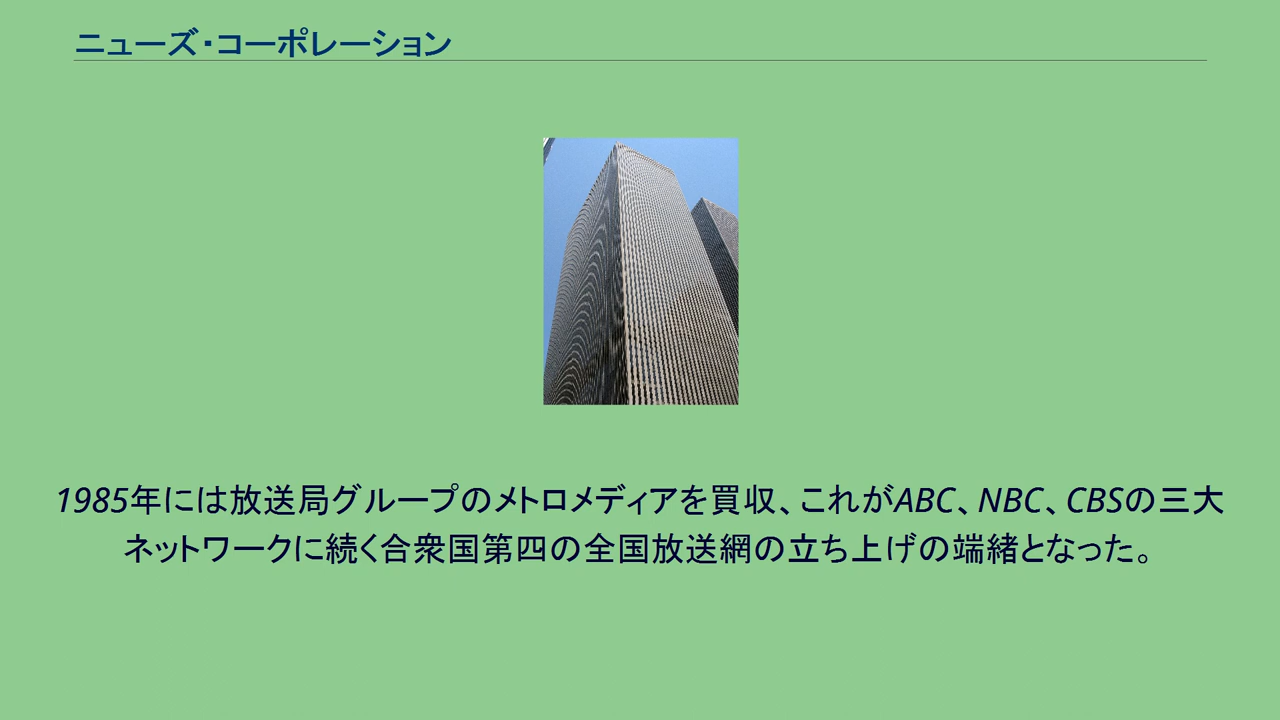 ニューズ・コーポレーション
1985年には放送局グループのメトロメディアを買収、これがABC、NBC、CBSの三大
ネットワークに続く合衆国第四の全国放送網の立ち上げの端緒となった。